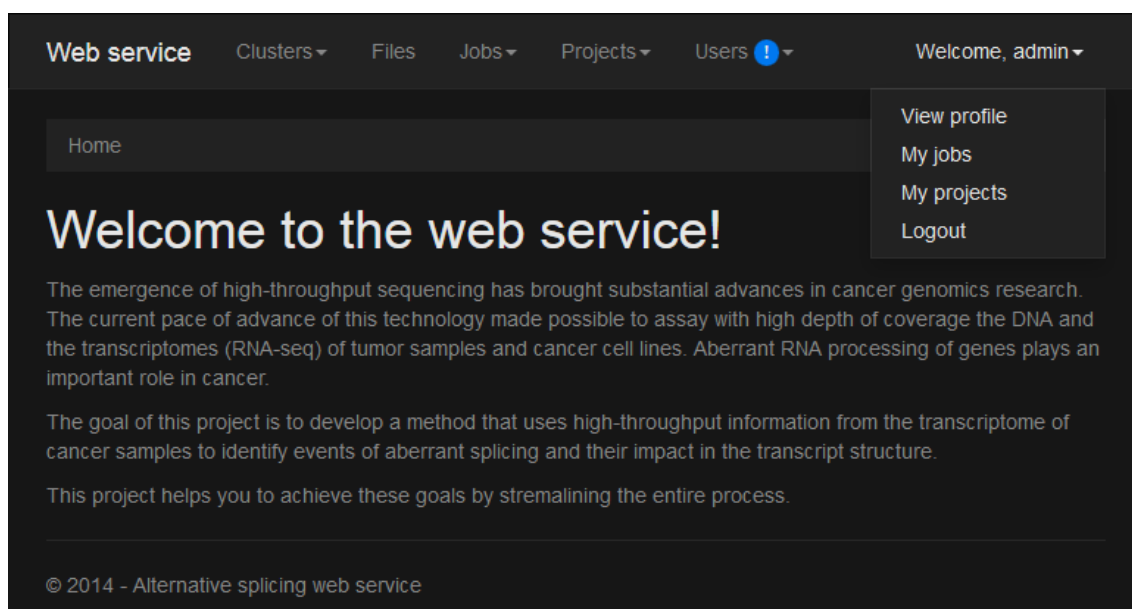 Web service Clusters Files Jobs Projects Users ! Welcome, admin
View profile
Home
My jobs
My projects
Logout
Welcome to the web service!
The emergence of high-throughput sequencing has brought substantial advances in cancer genomics research.
The current pace of advance of this technology made possible to assay with high depth of coverage the DNA and
the transcriptomes (RNA-seq) of tumor samples and cancer cell lines. Aberrant RNA processing of genes plays an
important role in cancer.
The goal of this project is to develop a method that uses high-throughput information from the transcriptome of
cancer samples to identify events of aberrant splicing and their impact in the transcript structure.
This project helps you to achieve these goals by stremalining the entire process.
© 2014 - Alternative splicing web service